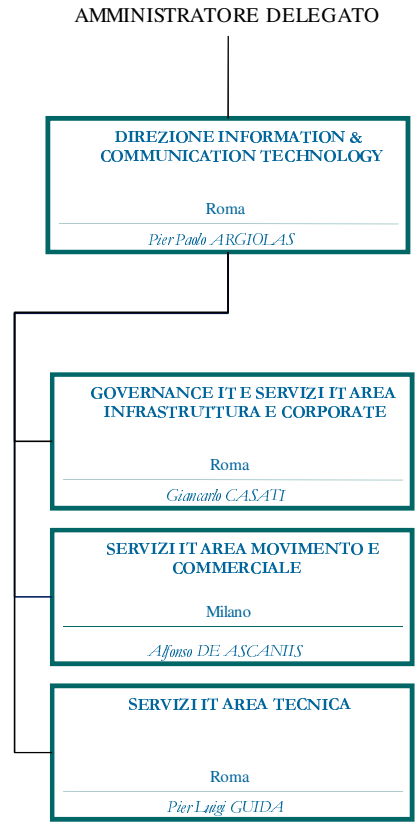 AMMINISTRATORE DELEGATO
DIREZIONE INFORMATION &
COMMUNICATION TECHNOLOGY
Roma
Pier Paolo ARGIOLAS
GOVERNANCE IT E SERVIZI IT AREA
INFRASTRUTTURA E CORPORATE
Roma
Giancarlo CASATI
SERVIZI IT AREA MOVIMENTO E
COMMERCIALE
Milano
Alfonso DE ASCANIIS
SERVIZI IT AREA TECNICA
Roma
Pier Luigi GUIDA